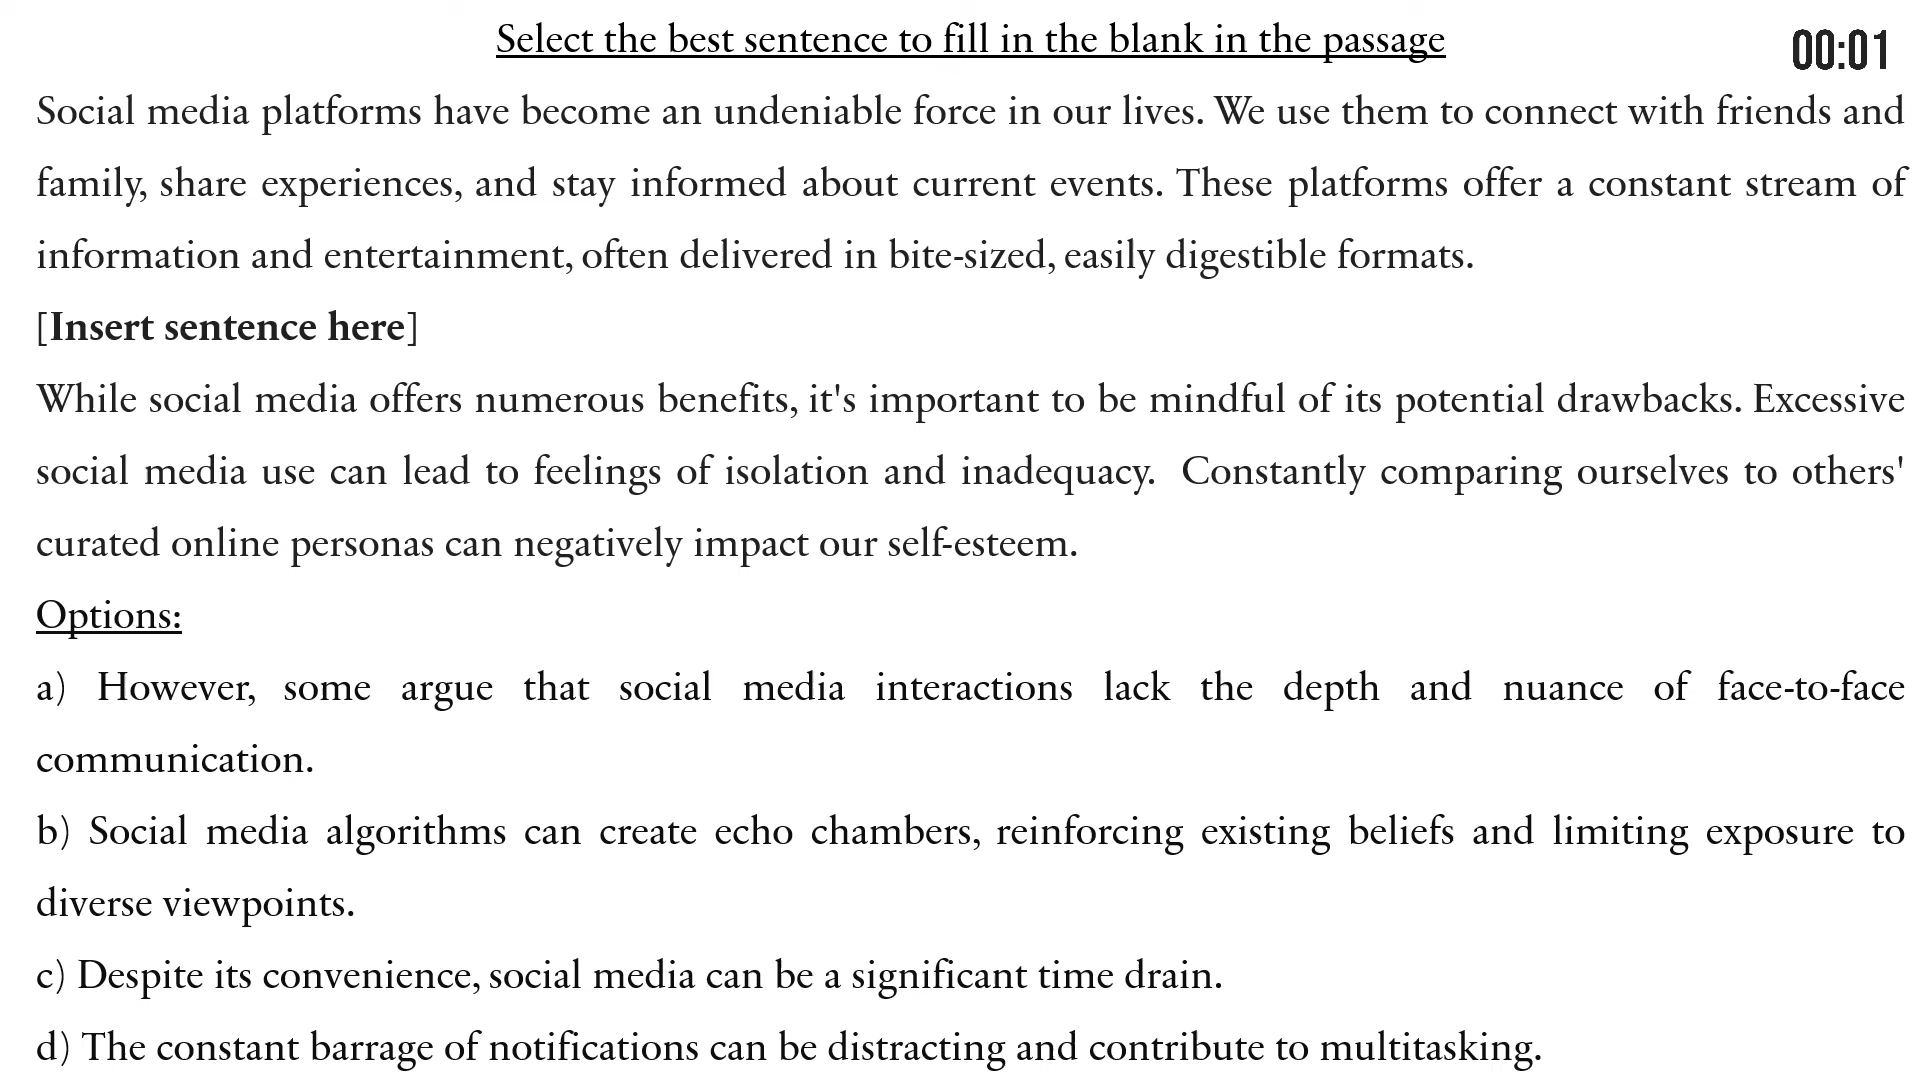 Select the best sentence to fill in the blank in the passage
00:01
Social media platforms have become an undeniable force in our lives. We use them to connect with friends and
family, share experiences, and stay informed about current events. These platforms offer a constant stream of
information and entertainment, often delivered in bite-sized, easily digestible formats.
[Insert sentence here]
While social media offers numerous benefits, it's important to be mindful of its potential drawbacks. Excessive
social media use can lead to feelings of isolation and inadequacy. Constantly comparing ourselves to others'
curated online personas can negatively impact our self-esteem.
Options:
a) However, some argue that social media interactions lack the depth and nuance of face-to-face
communication.
b) Social media algorithms can create echo chambers, reinforcing existing beliefs and limiting exposure to
diverse viewpoints.
c) Despite its convenience, social media can be a significant time drain.
d) The constant barrage of notifications can be distracting and contribute to multitasking.